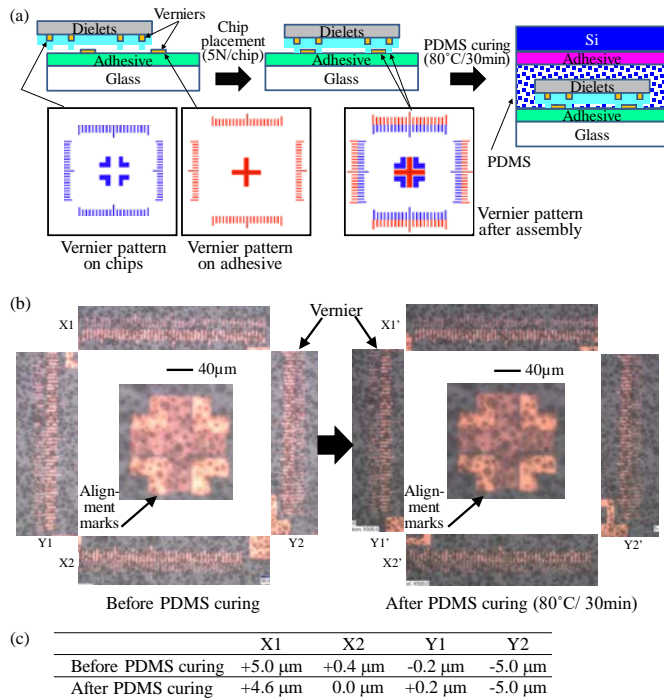 (a)
Dielets
Verniers
Adhesive
Glass
Chip
placement
(5N/chip)
Dielets
Adhesive
Glass
PDMS curing
(80˚C/30min)
Si
Adhesive
Dielets
Adhesive
Glass
PDMS
Vernier pattern
on chips
Vernier pattern
on adhesive
Vernier pattern
after assembly
(b)
X1
Vernier
X1'
40µm
40µm
Align-
ment
marks
Alignment
marks
Y1
Y2
Y1'
Y2'
X2
X2'
Before PDMS curing
After PDMS curing (80˚C/ 30min)
(c)
X1 X2 Y1 Y2
Before PDMS curing +5.0 µm +0.4 µm -0.2 µm -5.0 µm
After PDMS curing +4.6 µm 0.0 µm +0.2 µm -5.0 µm